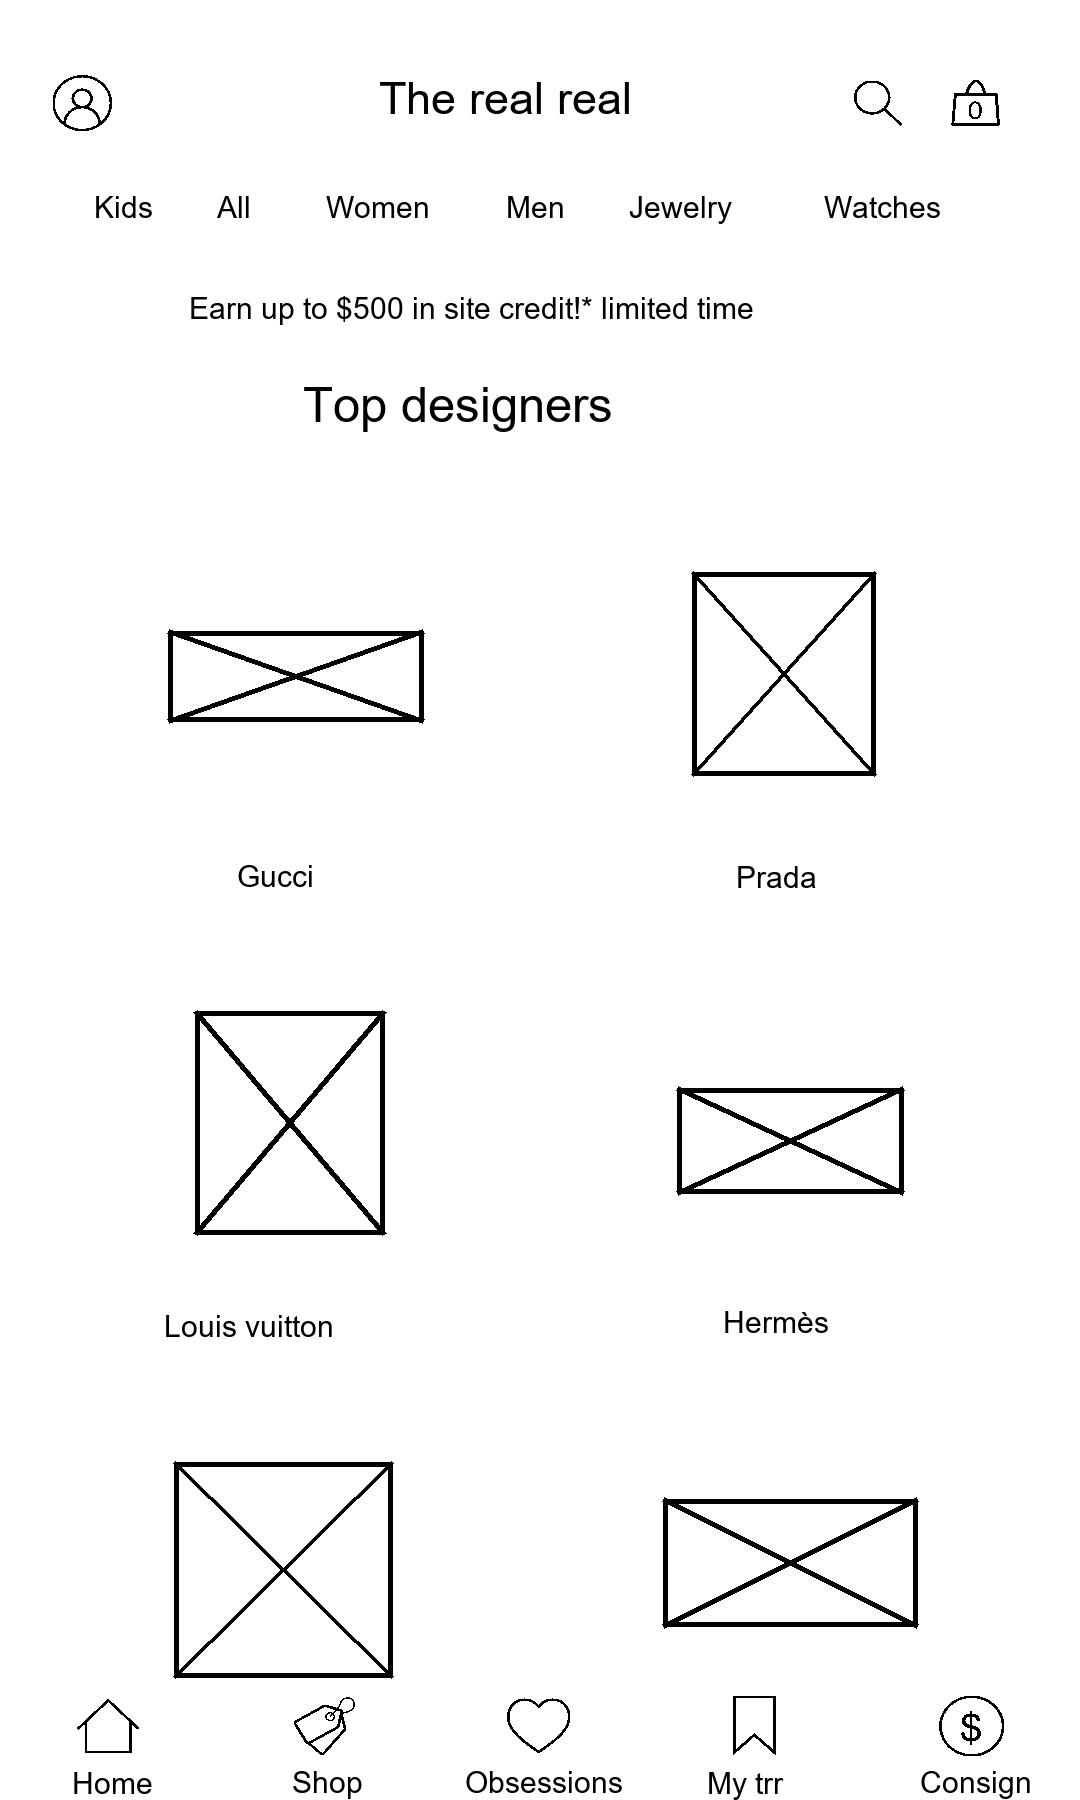 The real real
0
Kids All Women Men Jewelry Watches
Earn up to $500 in site credit!* limited time
Top designers
Gucci Prada
Louis vuitton Hermès
$
Home Shop Obsessions My trr Consign